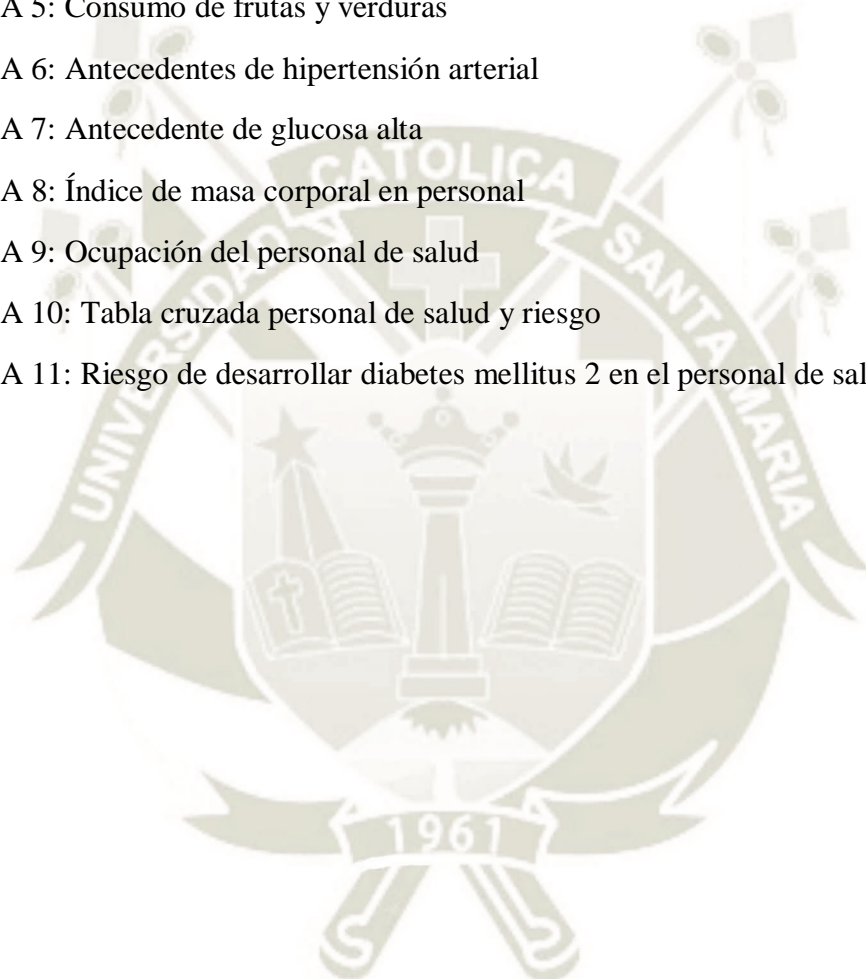 A 5: Consumo de frutas y verduras
A 6: Antecedentes de hipertensión arterial
A 7: Antecedente de glucosa alta
A 8: Índice de masa corporal en personal
A 9: Ocupación del personal de salud
A 10: Tabla cruzada personal de salud y riesgo
A 11: Riesgo de desarrollar diabetes mellitus 2 en el personal de sal
UNIVERSIDAD CATOLICA SANTA MARIA
1961